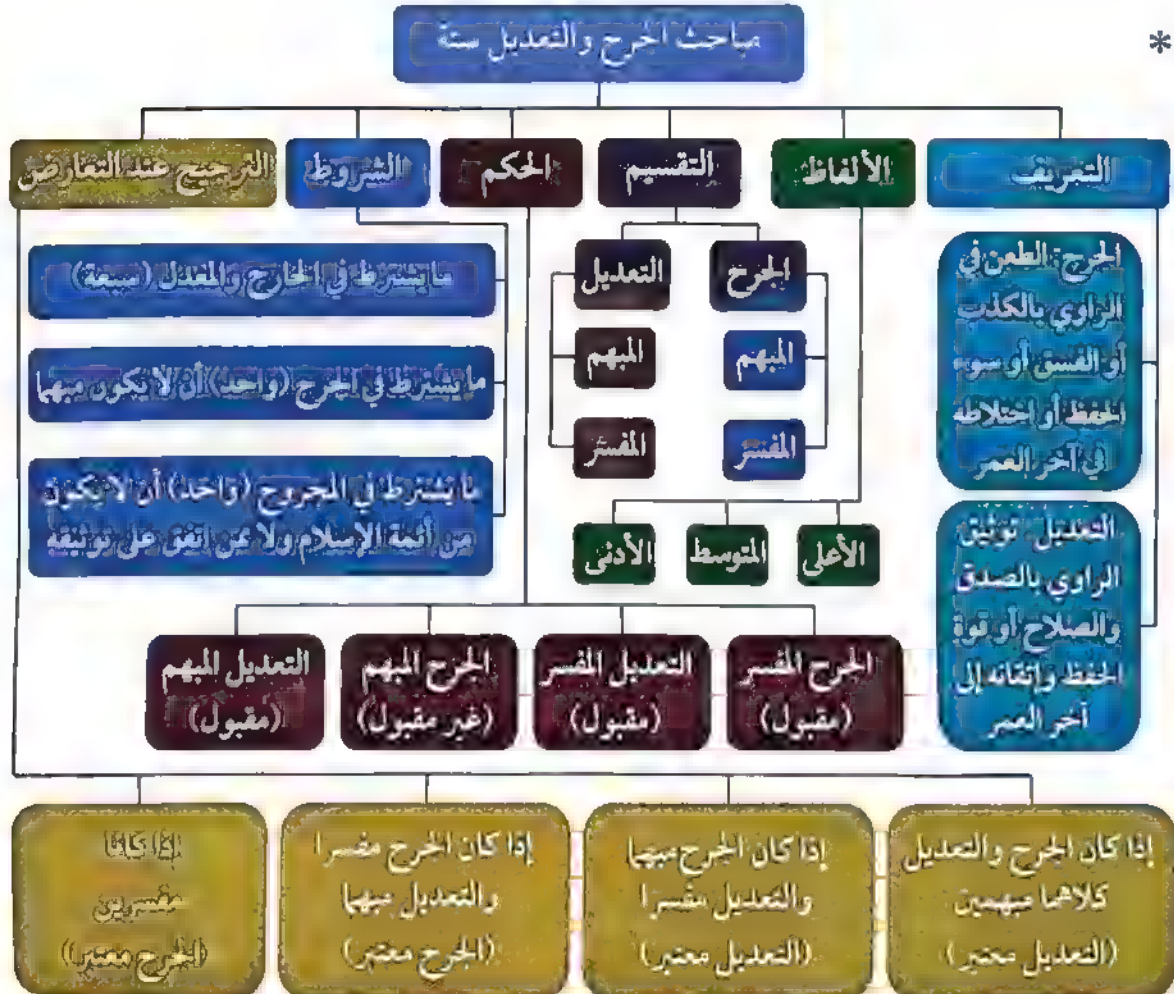 مباحث الجرح والتعديل ستة
*
التعريف
الألفاظ
التقسيم
الحكم
الشروط
الترجيح عند التعارض
الجرح: الطعن في
الراوي بالكذب
أو الفسق أو سوء
الحفظ أو اختلاطه
في آخر العمر
التعديل: توثيق
الراوي بالصدق
والصلاح أو قوة
الحفظ وإتقانه إلى
آخر العمر
الأعلى
المتوسط
الأدنى
الجرح
المبهم
المفسَّر
التعديل
المبهم
المفسَّر
الجرح المفسر
(مقبول)
التعديل المفسر
(مقبول)
الجرح المبهم
(غير مقبول)
التعديل المبهم
(مقبول)
ما يشترط في الجارح والمعدل (سبعة)
ما يشترط في الجرح (واحد) أن لا يكون مبهما
ما يشترط في المجروح (واحد) أن لا يكون
من أئمة الإسلام ولا من اتفق على توثيقه
إذا كان الجرح والتعديل
كلاهما مبهمين
(التعديل معتبر)
إذا كان الجرح مبهما
والتعديل مفسرا
(التعديل معتبر)
إذا كان الجرح مفسرا
والتعديل مبهما
(الجرح معتبر)
إذا كانا
مفسرين
(الجرح معتبر)